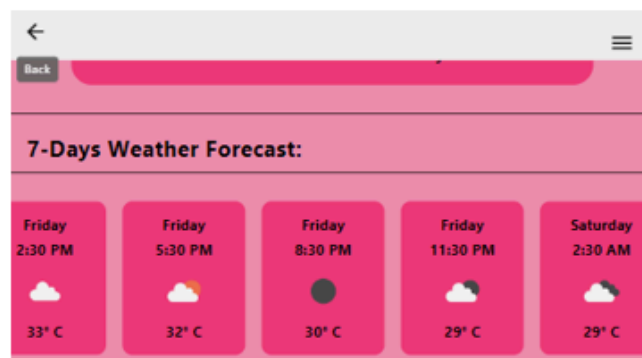 Back
7-Days Weather Forecast:
Friday
2:30 PM
33° C
Friday
5:30 PM
32° C
Friday
8:30 PM
30° C
Friday
11:30 PM
29° C
Saturday
2:30 AM
29° C